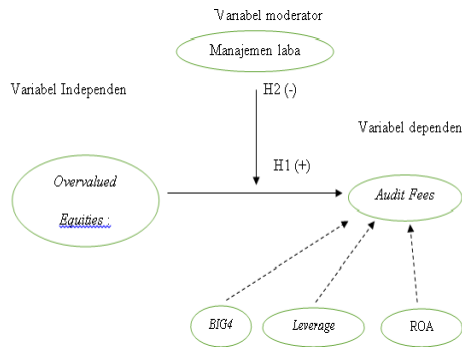 Variabel moderator
Manajemen laba
Variabel Independen
H2 (-)
Variabel dependen
H1 (+)
Overvalued
Equities :
Audit Fees
BIG4
Leverage
ROA